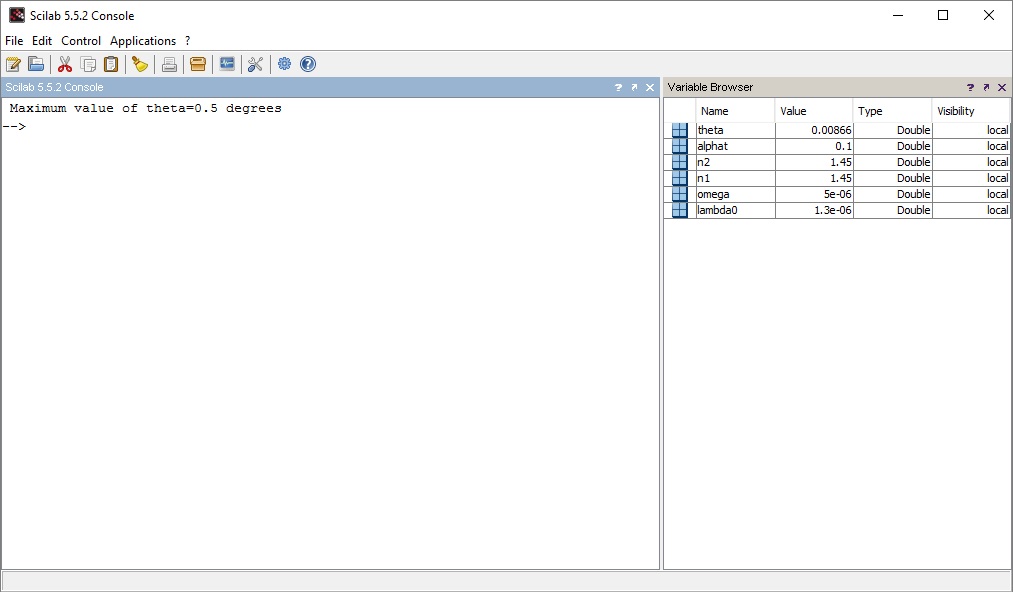 Scilab 5.5.2 Console
File Edit Control Applications ?
Scilab 5.5.2 Console
Maximum value of theta=0.5 degrees
-->
Variable Browser
Name Value Type Visibility
theta 0.00866 Double local
alphat 0.1 Double local
n2 1.45 Double local
n1 1.45 Double local
omega 5e-06 Double local
lambda0 1.3e-06 Double local